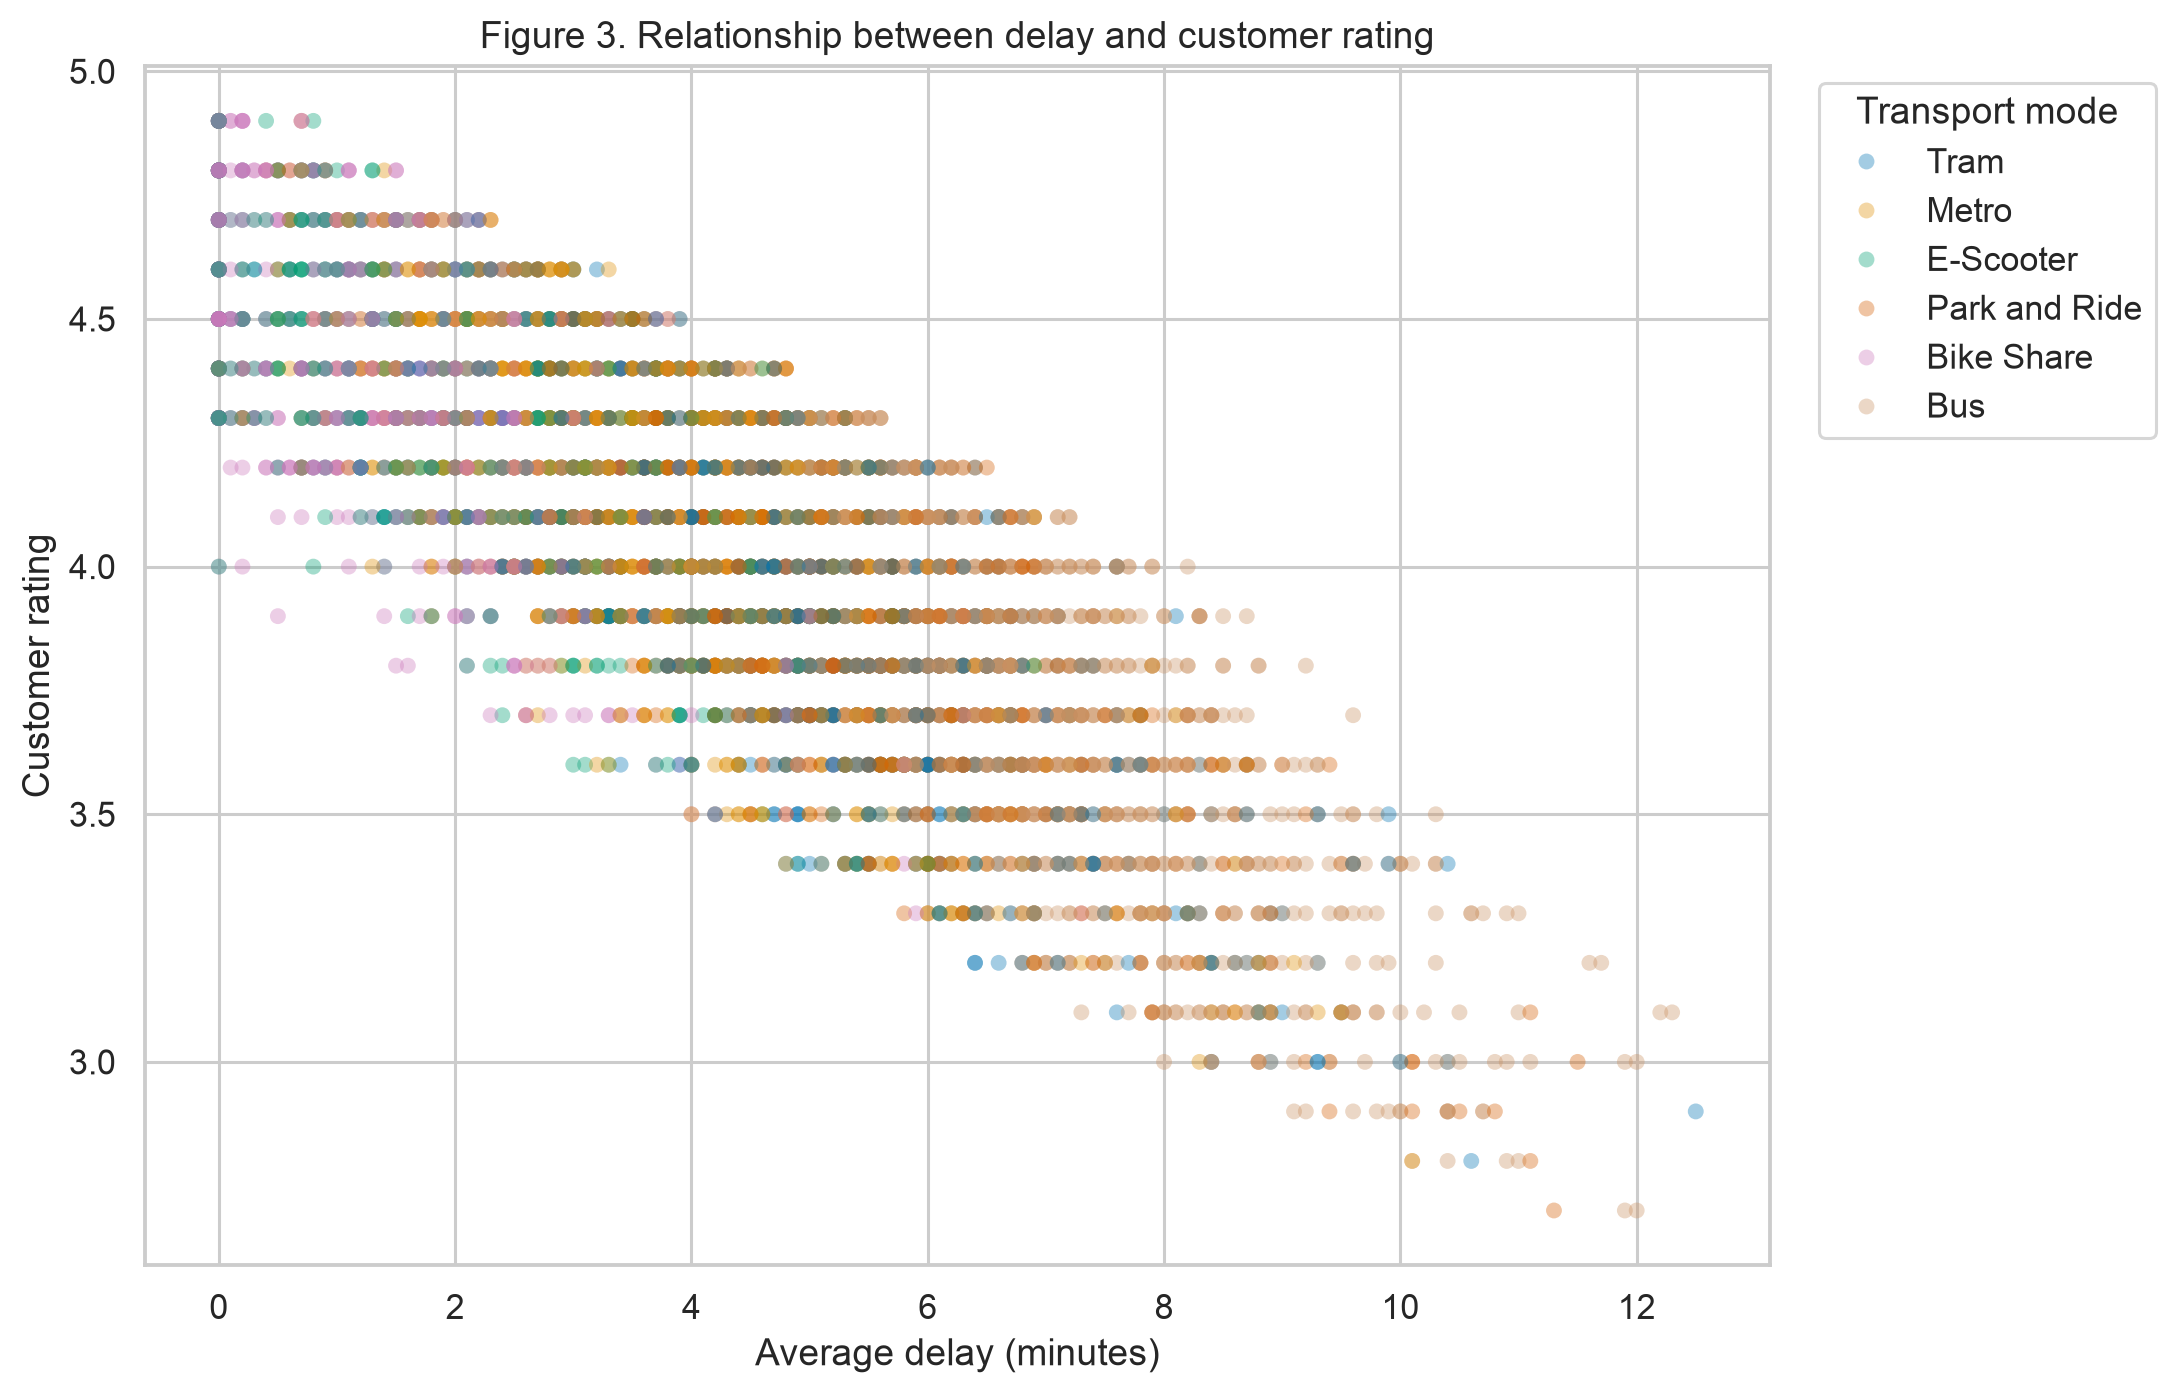 Figure 3. Relationship between delay and customer rating
5.0
4.5
4.0
3.5
3.0
Customer rating
0 2 4 6 8 10 12
Average delay (minutes)
Transport mode
Tram
Metro
E-Scooter
Park and Ride
Bike Share
Bus